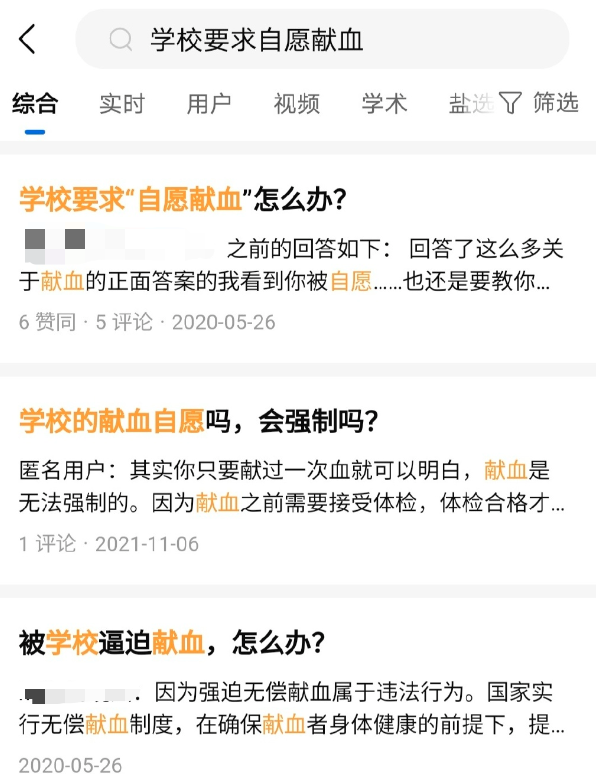 学校要求自愿献血
综合 实时 用户 视频 学术 盐选 筛选
学校要求“自愿献血”怎么办？
之前的回答如下： 回答了这么多关
于献血的正面答案的我看到你被自愿……也还是要教你...
6 赞同 · 5 评论 · 2020-05-26
学校的献血自愿吗，会强制吗？
匿名用户：其实你只要献过一次血就可以明白，献血是
无法强制的。因为献血之前需要接受体检，体检合格才...
1 评论 · 2021-11-06
被学校逼迫献血，怎么办？
：因为强迫无偿献血属于违法行为。国家实
行无偿献血制度，在确保献血者身体健康的前提下，提...
2020-05-26